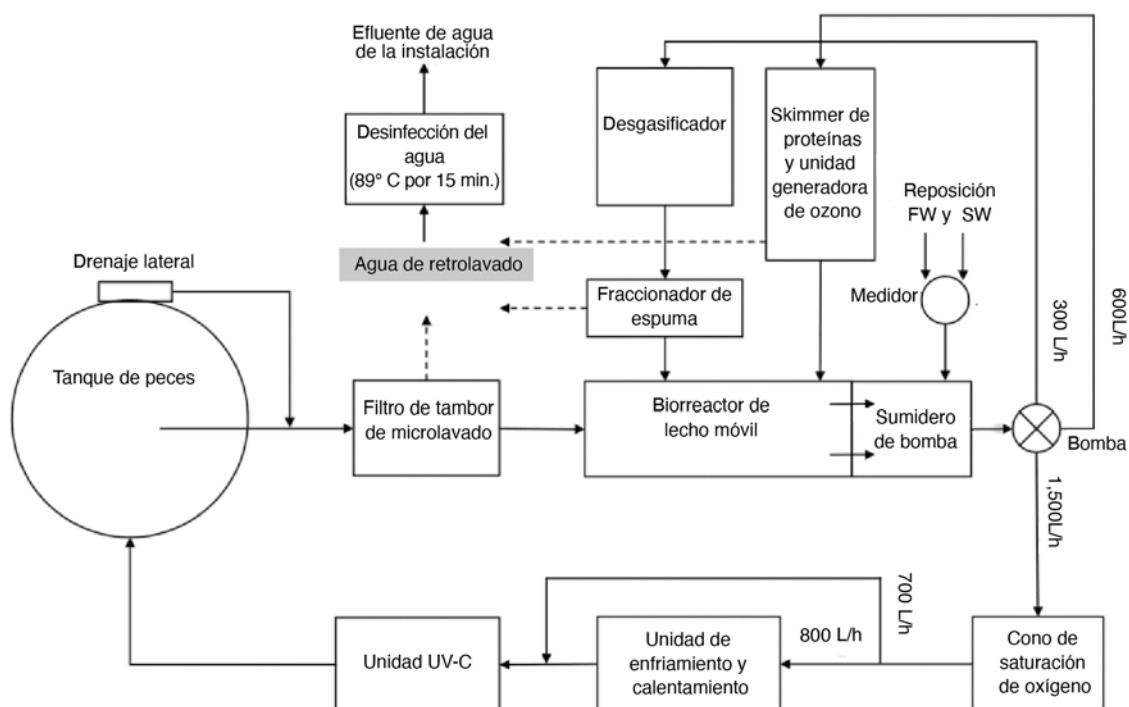 Efluente de agua
de la instalación
Desinfección del
agua
(89° C por 15 min.)
Agua de retrolavado
Desgasificador
Skimmer de
proteínas
y unidad
generadora
de ozono
Reposición
FW y SW
Medidor
Fraccionador de
espuma
300 L/h
600L/h
Drenaje lateral
Tanque de peces
Filtro de tambor
de microlavado
Biorreactor de
lecho móvil
Sumidero
de bomba
Bomba
1,500L/h
700 L/h
800 L/h
Unidad UV-C
Unidad de
enfriamiento y
calentamiento
Cono de
saturación
de oxígeno